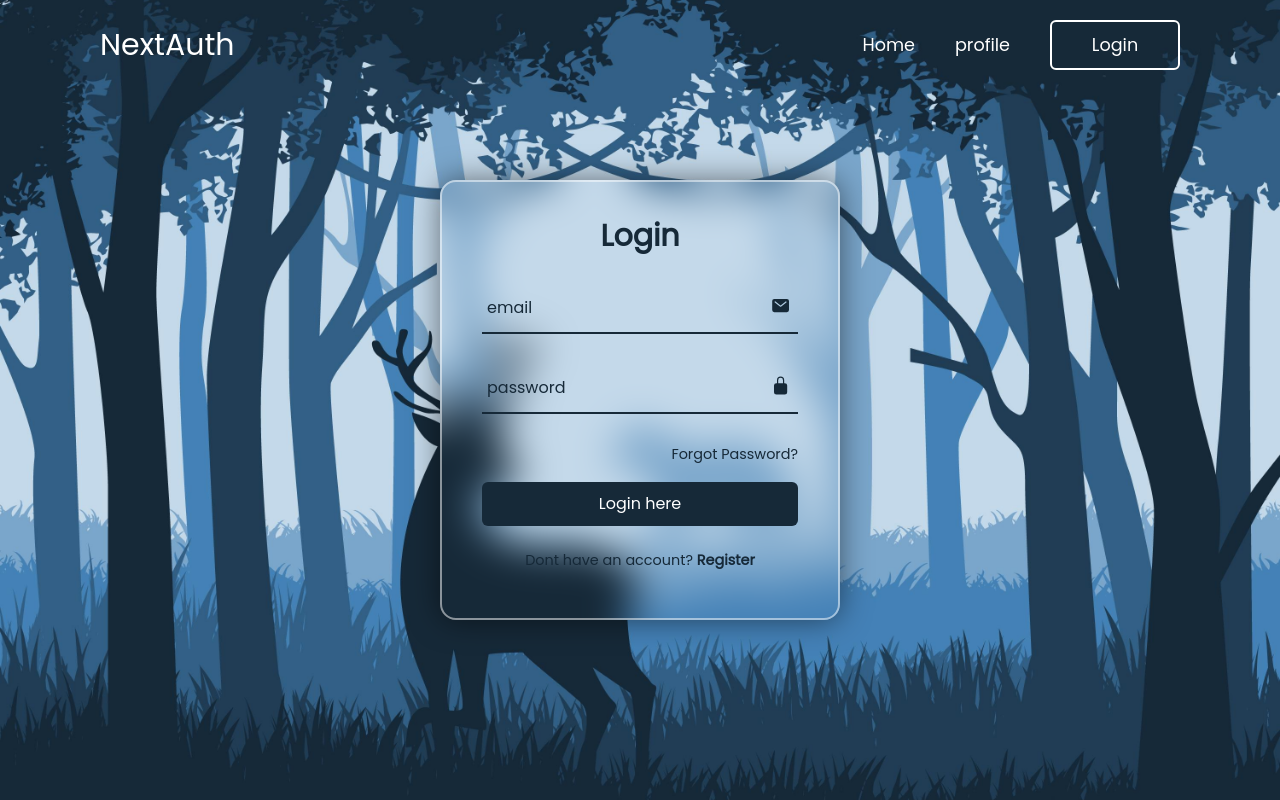 NextAuth
Home profile Login
Login
email
password
Forgot Password?
Login here
Dont have an account? Register